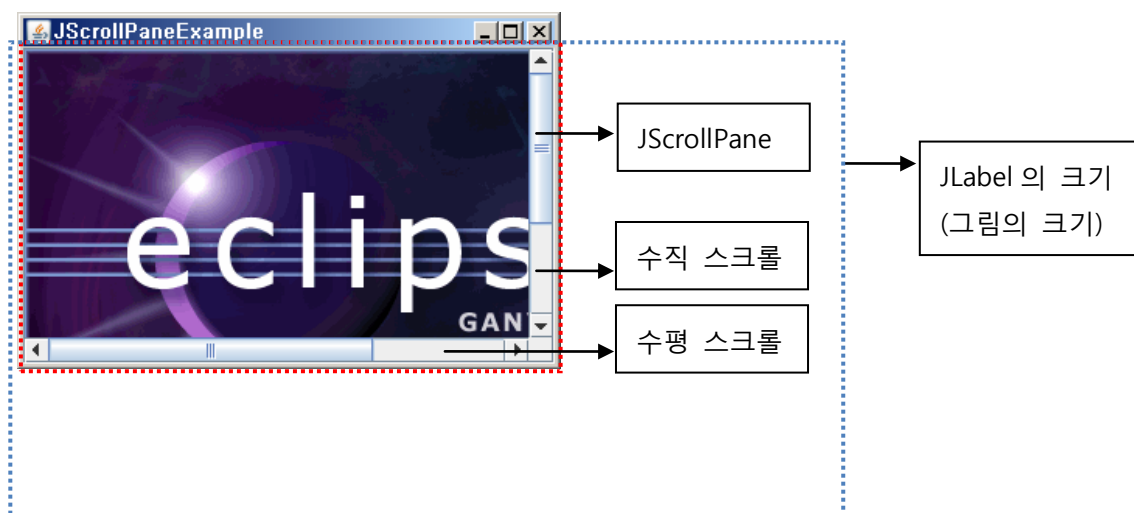 JScrollPaneExample
eclips
GAN
JScrollPane
수직 스크롤
수평 스크롤
JLabel 의 크기
(그림의 크기)